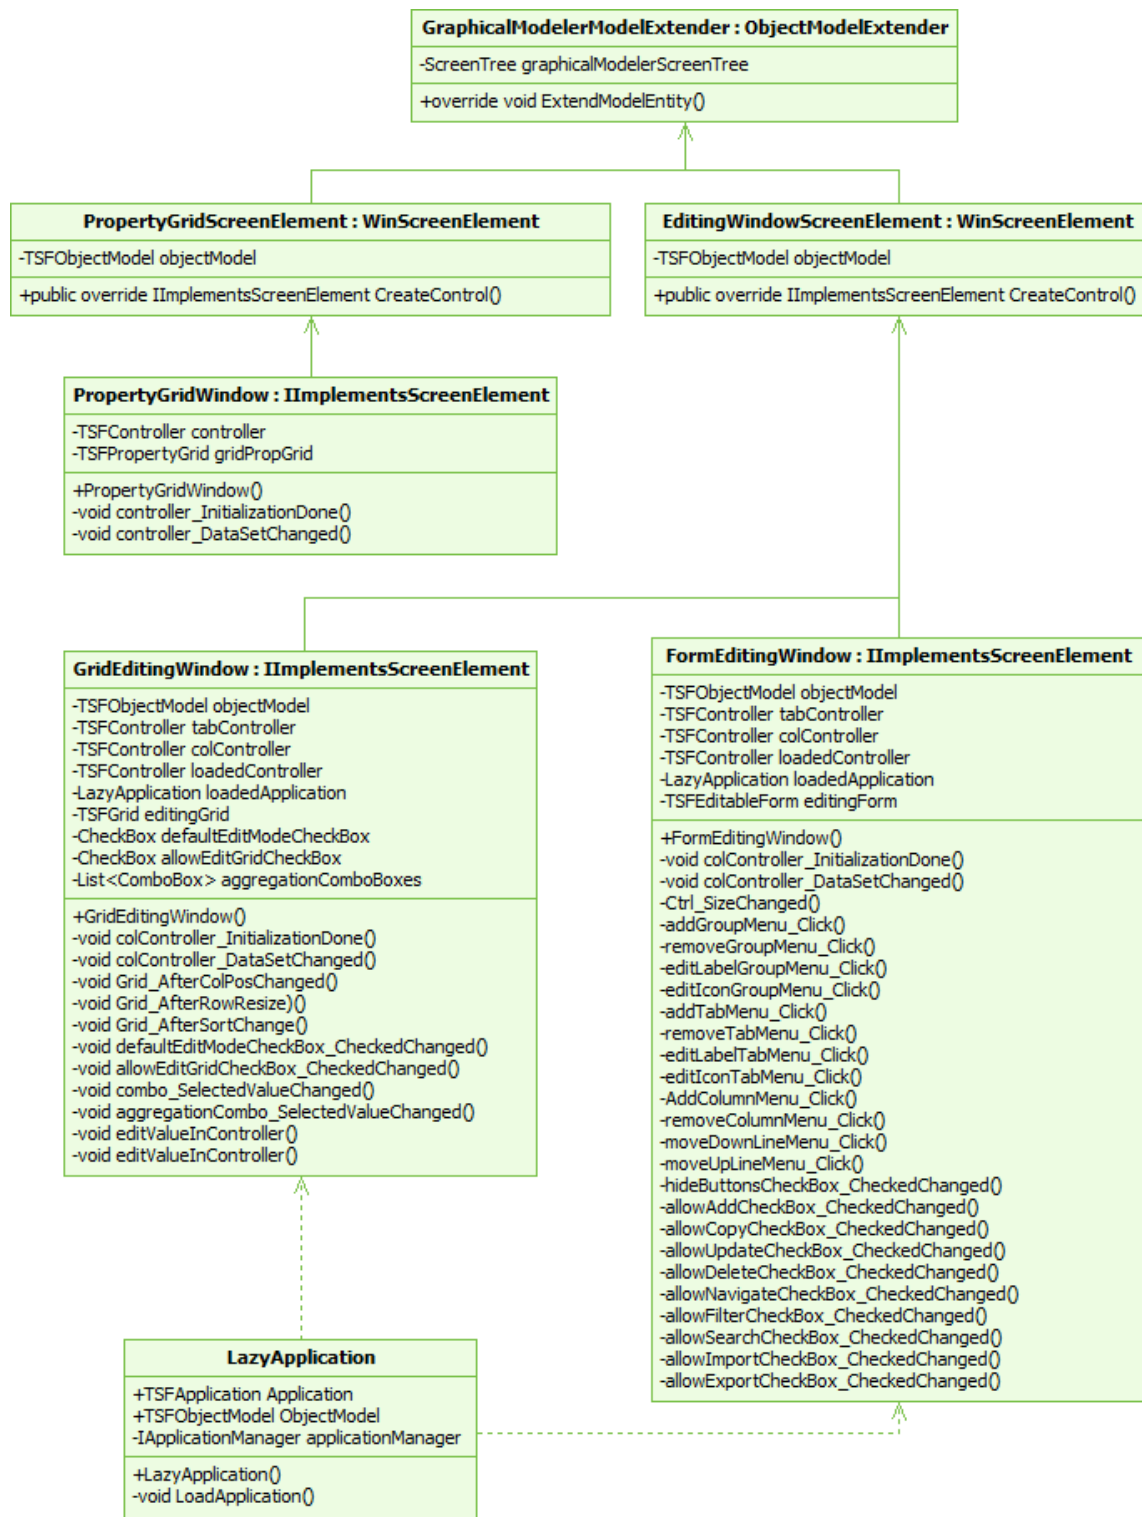 GraphicalModelerModelExtender : ObjectModelExtender
-ScreenTree graphicalModelerScreenTree
+override void ExtendModelEntity()
PropertyGridScreenElement : WinScreenElement
-TSFObjectModel objectModel
+public override IImplementsScreenElement CreateControl()
EditingWindowScreenElement : WinScreenElement
-TSFObjectModel objectModel
+public override IImplementsScreenElement CreateControl()
PropertyGridWindow : IImplementsScreenElement
-TSFController controller
-TSFPropertyGrid gridPropGrid
+PropertyGridWindow()
-void controller_InitializationDone()
-void controller_DataSetChanged()
GridEditingWindow : IImplementsScreenElement
-TSFObjectModel objectModel
-TSFController tabController
-TSFController colController
-TSFController loadedController
-LazyApplication loadedApplication
-TSFGrid editingGrid
-CheckBox defaultEditModeCheckBox
-CheckBox allowEditGridCheckBox
-List<ComboBox> aggregationComboBoxes
+GridEditingWindow()
-void colController_InitializationDone()
-void colController_DataSetChanged()
-void Grid_AfterColPosChanged()
-void Grid_AfterRowResize)()
-void Grid_AfterSortChange()
-void defaultEditModeCheckBox_CheckedChanged()
-void allowEditGridCheckBox_CheckedChanged()
-void combo_SelectedValueChanged()
-void aggregationCombo_SelectedValueChanged()
-void editValueInController()
-void editValueInController()
FormEditingWindow : IImplementsScreenElement
-TSFObjectModel objectModel
-TSFController tabController
-TSFController colController
-TSFController loadedController
-LazyApplication loadedApplication
-TSFEditableForm editingForm
+FormEditingWindow()
-void colController_InitializationDone()
-void colController_DataSetChanged()
-Ctrl_SizeChanged()
-addGroupMenu_Click()
-removeGroupMenu_Click()
-editLabelGroupMenu_Click()
-editIconGroupMenu_Click()
-addTabMenu_Click()
-removeTabMenu_Click()
-editLabelTabMenu_Click()
-editIconTabMenu_Click()
-AddColumnMenu_Click()
-removeColumnMenu_Click()
-moveDownLineMenu_Click()
-moveUpLineMenu_Click()
-hideButtonsCheckBox_CheckedChanged()
-allowAddCheckBox_CheckedChanged()
-allowCopyCheckBox_CheckedChanged()
-allowUpdateCheckBox_CheckedChanged()
-allowDeleteCheckBox_CheckedChanged()
-allowNavigateCheckBox_CheckedChanged()
-allowFilterCheckBox_CheckedChanged()
-allowSearchCheckBox_CheckedChanged()
-allowImportCheckBox_CheckedChanged()
-allowExportCheckBox_CheckedChanged()
LazyApplication
+TSFApplication Application
+TSFObjectModel ObjectModel
-IApplicationManager applicationManager
+LazyApplication()
-void LoadApplication()